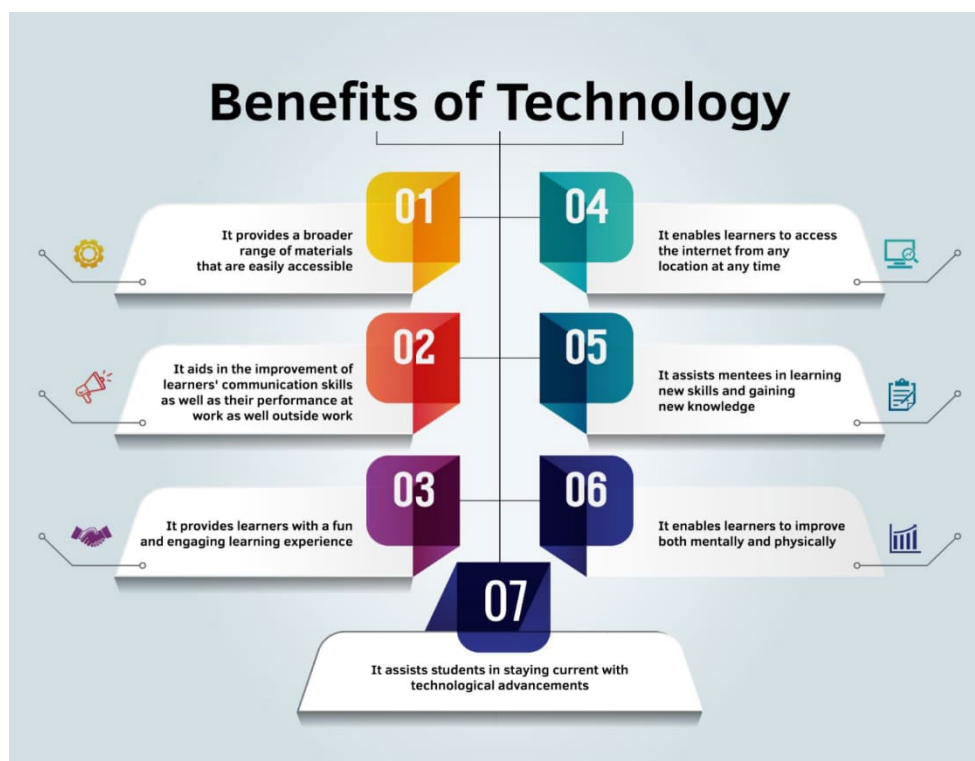 Benefits of Technology
01
It provides a broader
range of materials
that are easily accessible
02
It aids in the improvement of
learners' communication skills
as well as their performance at
work as well outside work
03
It provides learners with a fun
and engaging learning experience
04
It enables learners to access
the internet from any
location at any time
05
It assists mentees in learning
new skills and gaining
new knowledge
06
It enables learners to improve
both mentally and physically
07
It assists students in staying current with
technological advancements